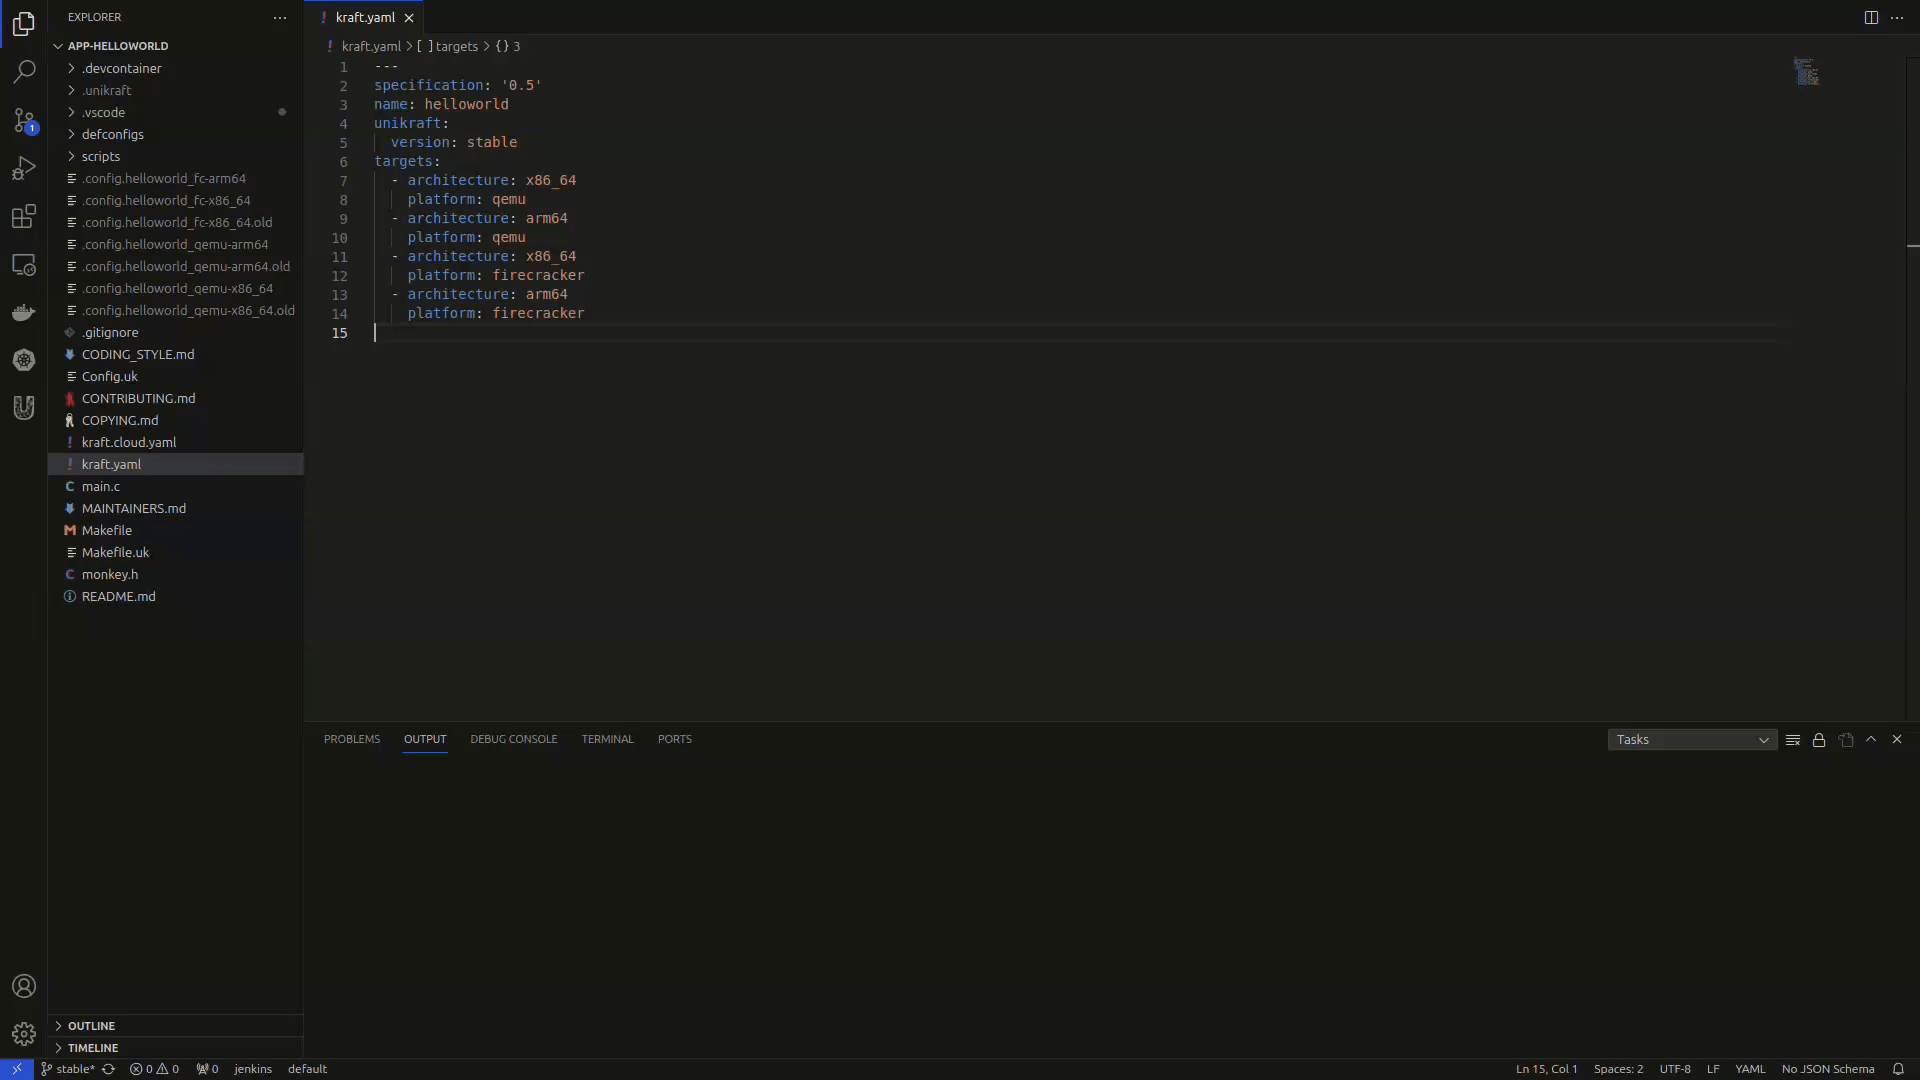 EXPLORER
kraft.yaml
APP-HELLOWORLD
.devcontainer
.unikraft
.vscode
defconfigs
scripts
.config.helloworld_fc-arm64
.config.helloworld_fc-x86_64
.config.helloworld_fc-x86_64.old
.config.helloworld_qemu-arm64
.config.helloworld_qemu-arm64.old
.config.helloworld_qemu-x86_64
.config.helloworld_qemu-x86_64.old
.gitignore
CODING_STYLE.md
Config.uk
CONTRIBUTING.md
COPYING.md
kraft.cloud.yaml
kraft.yaml
main.c
MAINTAINERS.md
Makefile
Makefile.uk
monkey.h
README.md
OUTLINE
TIMELINE
1
kraft.yaml > [ ] targets > {} 3
1 ---
2 specification: '0.5'
3 name: helloworld
4 unikraft:
5 version: stable
6 targets:
7 - architecture: x86_64
8 platform: qemu
9 - architecture: arm64
10 platform: qemu
11 - architecture: x86_64
12 platform: firecracker
13 - architecture: arm64
14 platform: firecracker
15
PROBLEMS OUTPUT DEBUG CONSOLE TERMINAL PORTS
Tasks
stable* 0 0 0 jenkins default
Ln 15, Col 1 Spaces: 2 UTF-8 LF YAML No JSON Schema